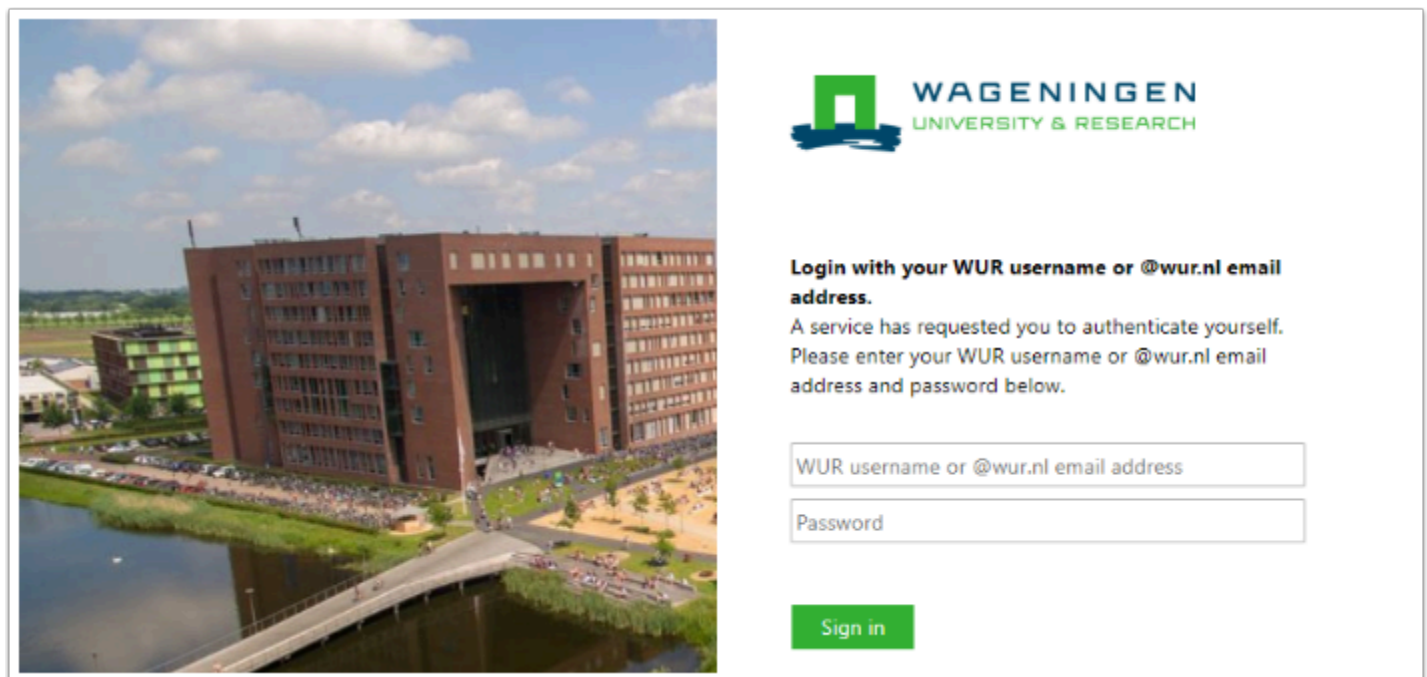 WAGENINGEN
UNIVERSITY & RESEARCH
Login with your WUR username or @wur.nl email
address.
A service has requested you to authenticate yourself.
Please enter your WUR username or @wur.nl email
address and password below.
WUR username or @wur.nl email address
Password
Sign in